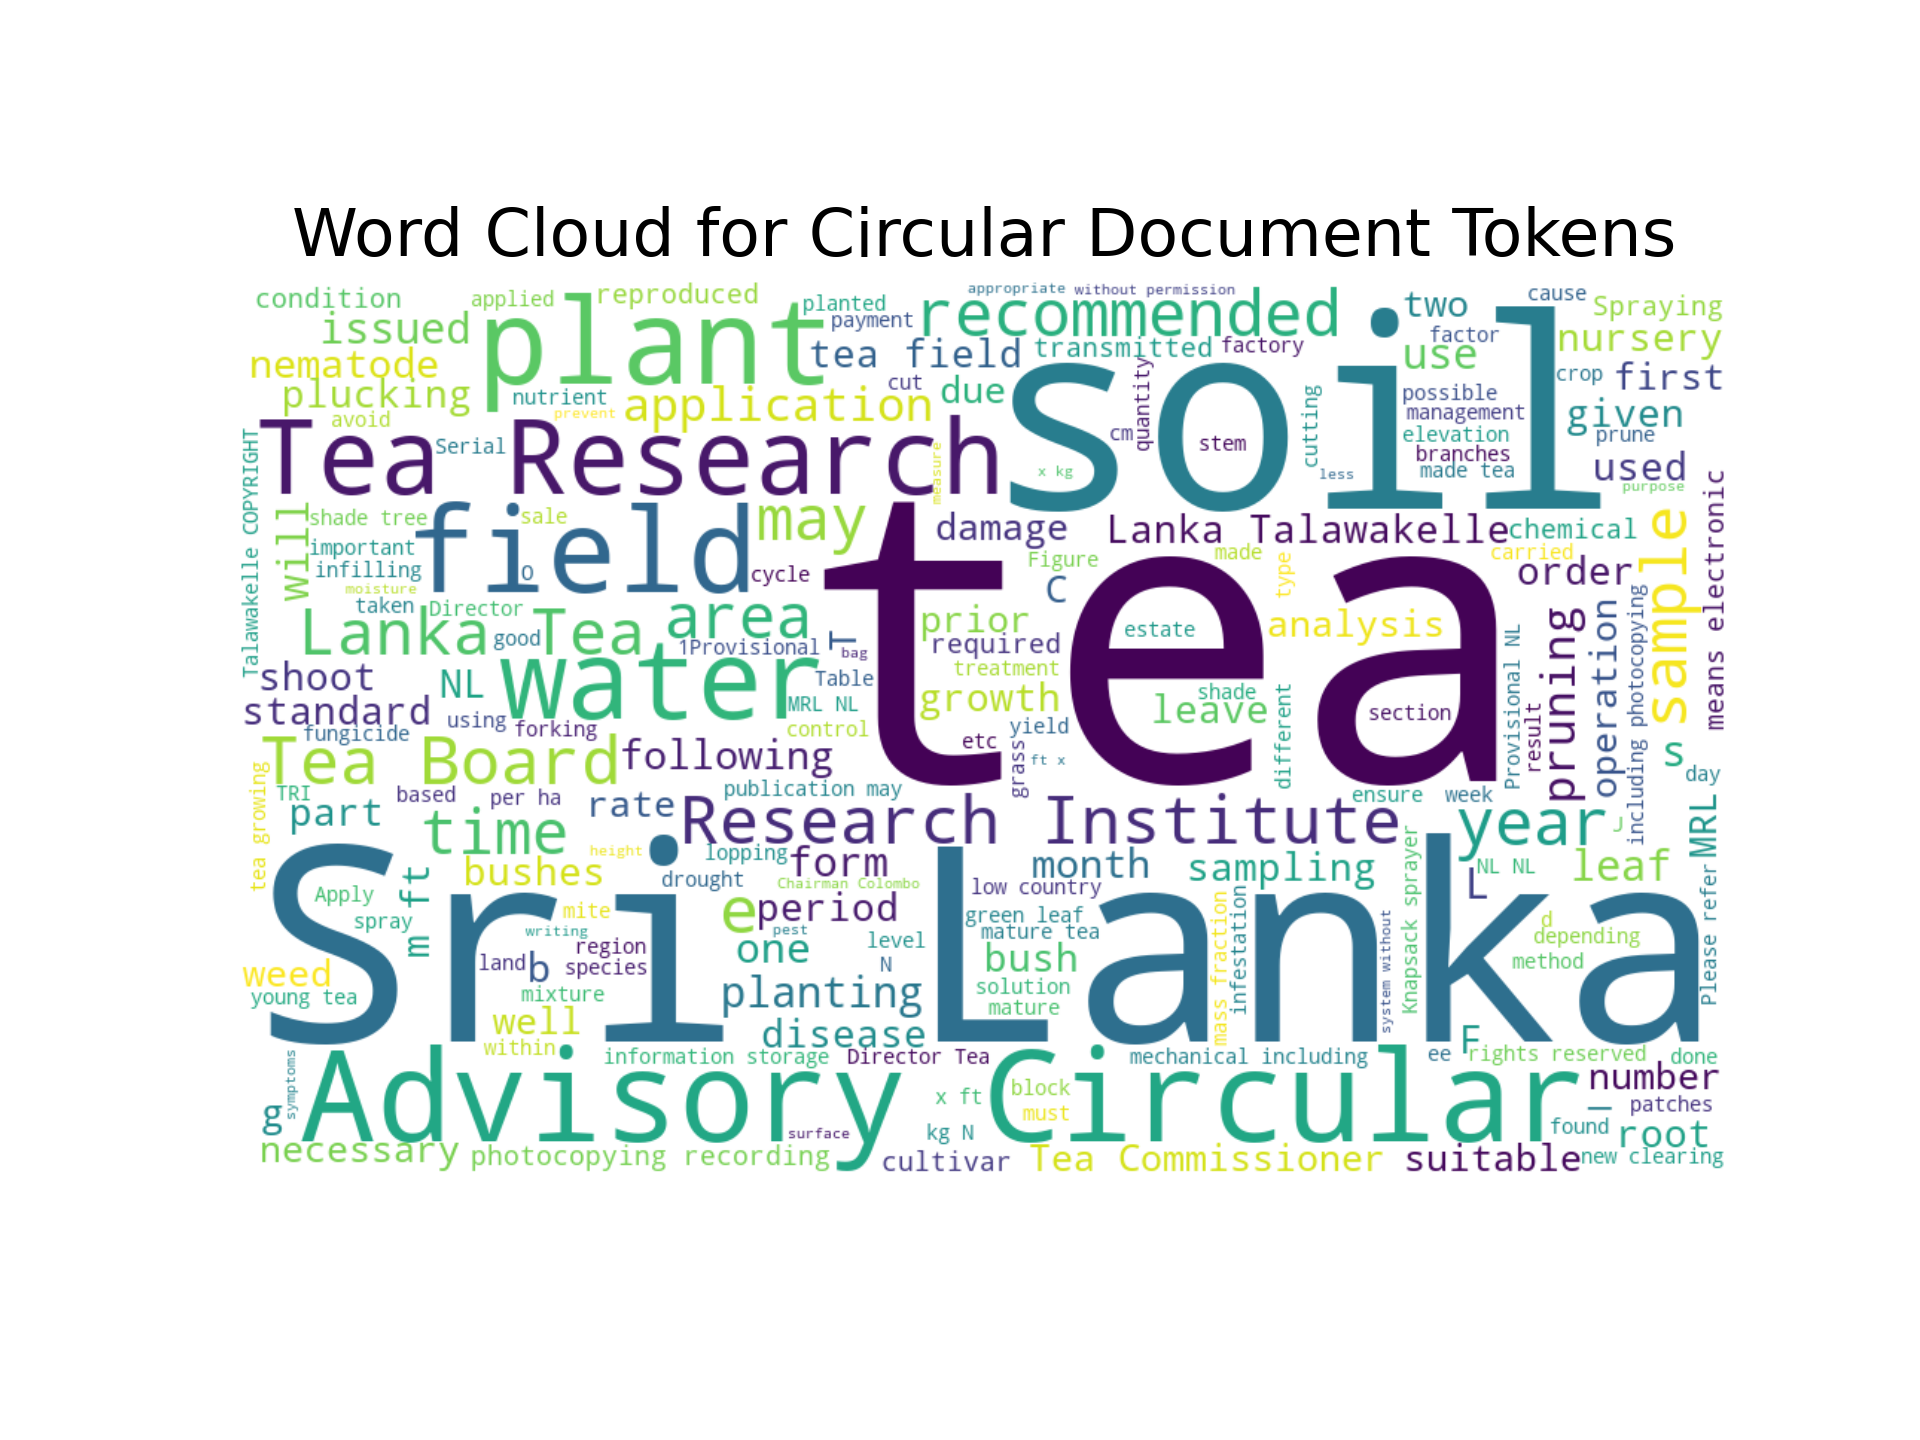 Word Cloud for Circular Document Tokens
condition applied reproduced planted appropriate without permission two cause Spraying
issued plant payment recommended soil factor nursery
nematode tea field transmitted factory use crop first
plucking nutrient prevent application cut due quantity cutting possible management given
avoid Tea Research Serial measure cm stem elevation prune
x kg less branches made tea used purpose
Talawakelle COPYRIGHT will shade tree field sale may damage Lanka Talawakelle chemical sample means electronic
important infilling O cycle tea Figure made type carried order
moisture taken Director C
Lanka Tea good area 1Provisional T bag prior required estate analysis Provisional NL pruning operation including photocopying
shoot NL water Table treatment
standard using forking MRL NL growth shade leave section result
fungicide control yield different s
Tea Board following etc grass ft x day
tea growing TRI based per ha publication may ensure week
part time rate Research Institute year J MRL
height lopping form month sampling NL NL leaf
m ft bushes drought Chairman Colombo low country Knapsack sprayer L Please refer
Apply Sri Lanka mite e period green leaf mass fraction infestation d
spray writing pest mature tea system without depending
region one level
weed land b species N bush method
young tea mixture planting solution
well disease mature
within information storage Director Tea mechanical including ee F rights reserved done
symptoms Advisory Circular block number
g x ft must _ patches
surface kg N found root
necessary photocopying recording cultivar Tea Commissioner suitable new clearing